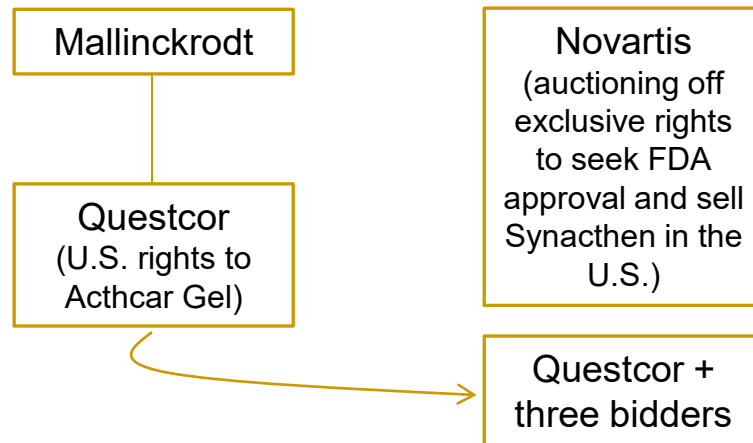 Mallinckrodt
Questcor
(U.S. rights to
Acthcar Gel)
Novartis
(auctioning off
exclusive rights
to seek FDA
approval and sell
Synacthen in the
U.S.)
Questcor +
three bidders